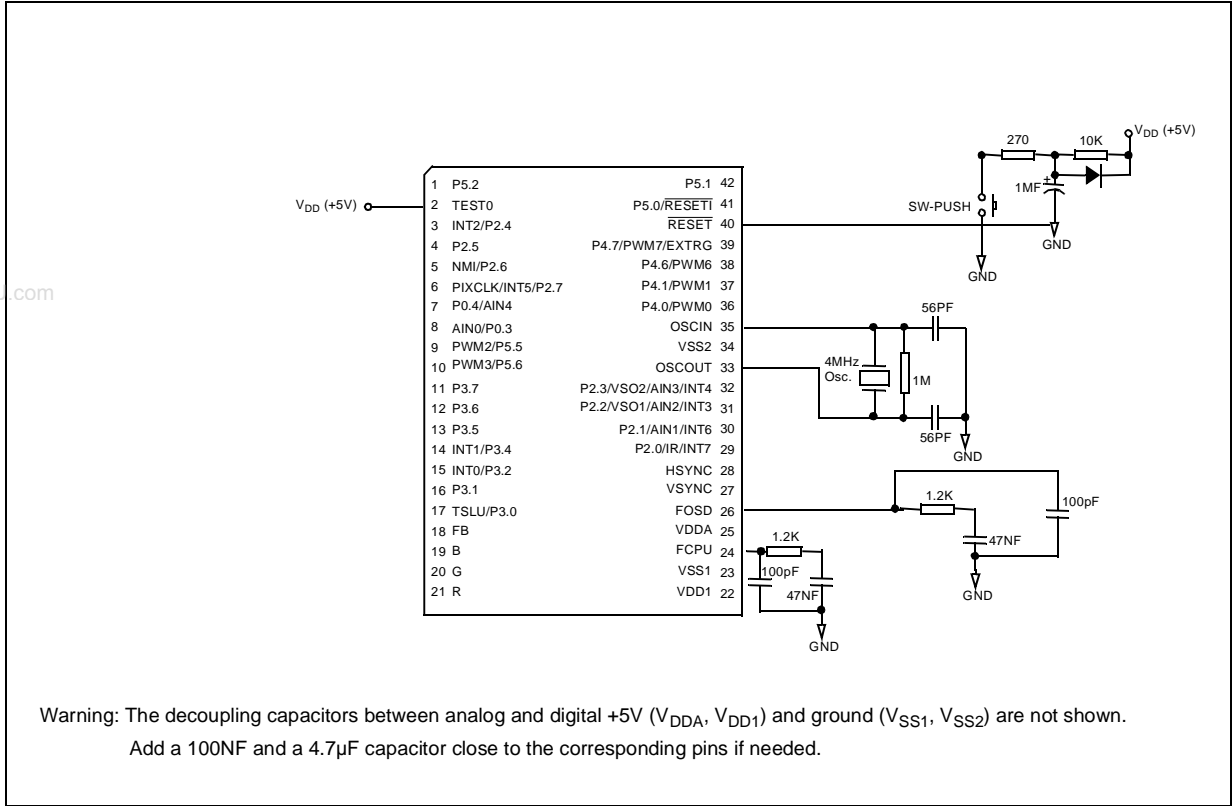 V_DD (+5V)
270
10K
1MF
+
SW-PUSH
GND
GND
V_DD (+5V)
1 P5.2
2 TEST0
3 INT2/P2.4
4 P2.5
5 NMI/P2.6
6 PIXCLK/INT5/P2.7
7 P0.4/AIN4
8 AIN0/P0.3
9 PWM2/P5.5
10 PWM3/P5.6
11 P3.7
12 P3.6
13 P3.5
14 INT1/P3.4
15 INT0/P3.2
16 P3.1
17 TSLU/P3.0
18 FB
19 B
20 G
21 R
P5.1 42
P5.0/RESETI 41
RESET 40
P4.7/PWM7/EXTRG 39
P4.6/PWM6 38
P4.1/PWM1 37
P4.0/PWM0 36
OSCIN 35
VSS2 34
OSCOUT 33
P2.3/VSO2/AIN3/INT4 32
P2.2/VSO1/AIN2/INT3 31
P2.1/AIN1/INT6 30
P2.0/IR/INT7 29
HSYNC 28
VSYNC 27
FOSD 26
VDDA 25
FCPU 24
VSS1 23
VDD1 22
56PF
4MHz
Osc.
1M
56PF
GND
1.2K
100pF
47NF
GND
1.2K
100pF
47NF
GND
.com
Warning: The decoupling capacitors between analog and digital +5V (V_DDA, V_DD1) and ground (V_SS1, V_SS2) are not shown.
Add a 100NF and a 4.7µF capacitor close to the corresponding pins if needed.